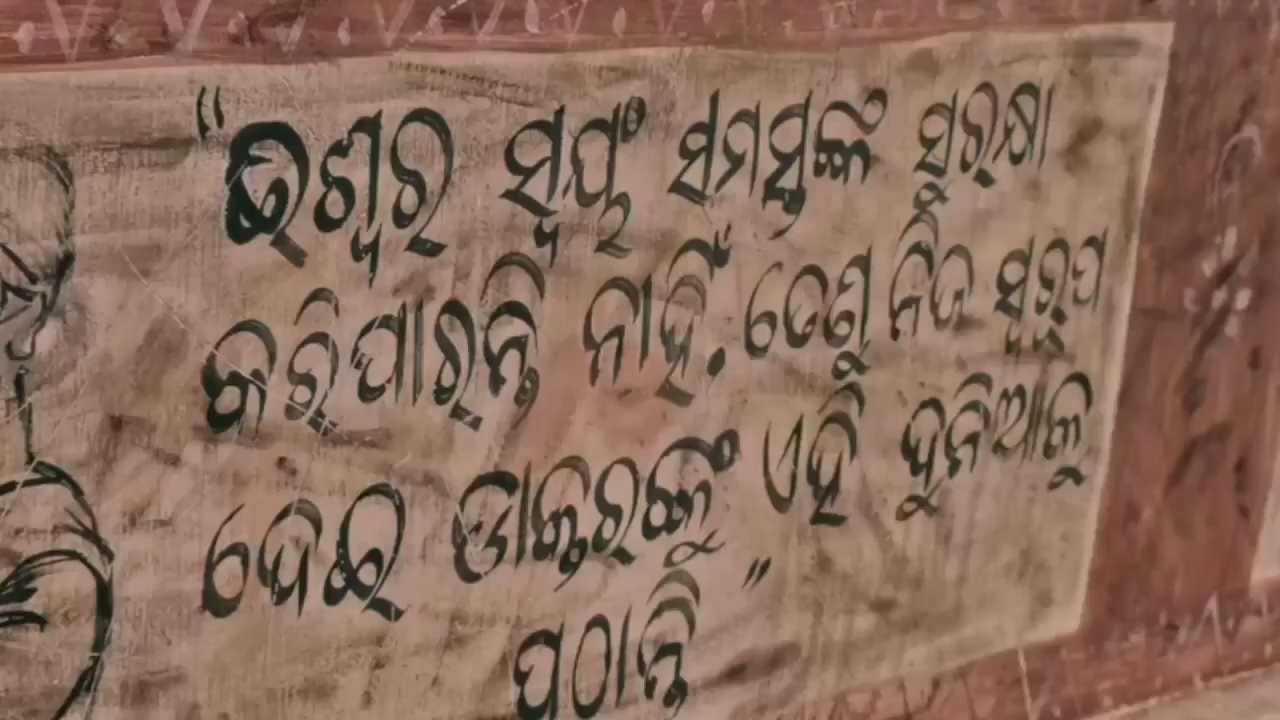 “ଈଶ୍ୱର ସ୍ୱୟଂ ସମସ୍ତଙ୍କ ସୁରକ୍ଷା
କରିପାରନ୍ତି ନାହିଁ. ତେଣୁ ନିଜ ସ୍ୱରୂପ
ଦେଇ ଡାକ୍ତରଙ୍କୁ ଏହି ଦୁନିଆକୁ
ପଠାନ୍ତି”